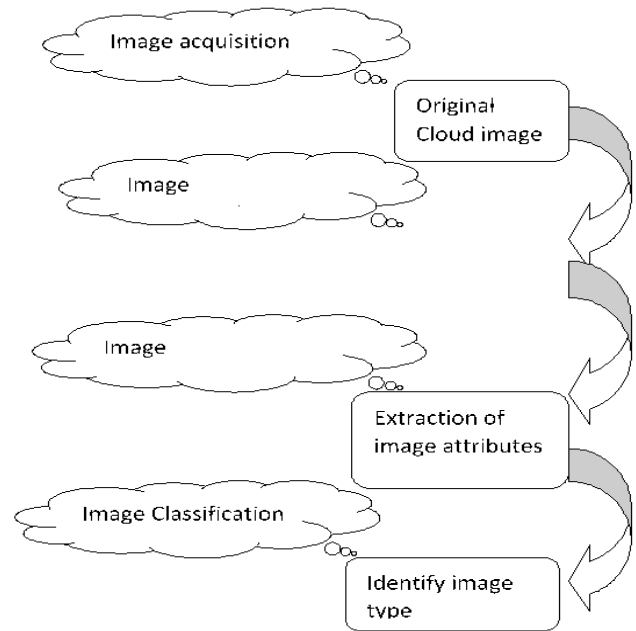 Image acquisition
Original
Cloud image
Image
Image
Extraction of
image attributes
Image Classification
Identify image
type